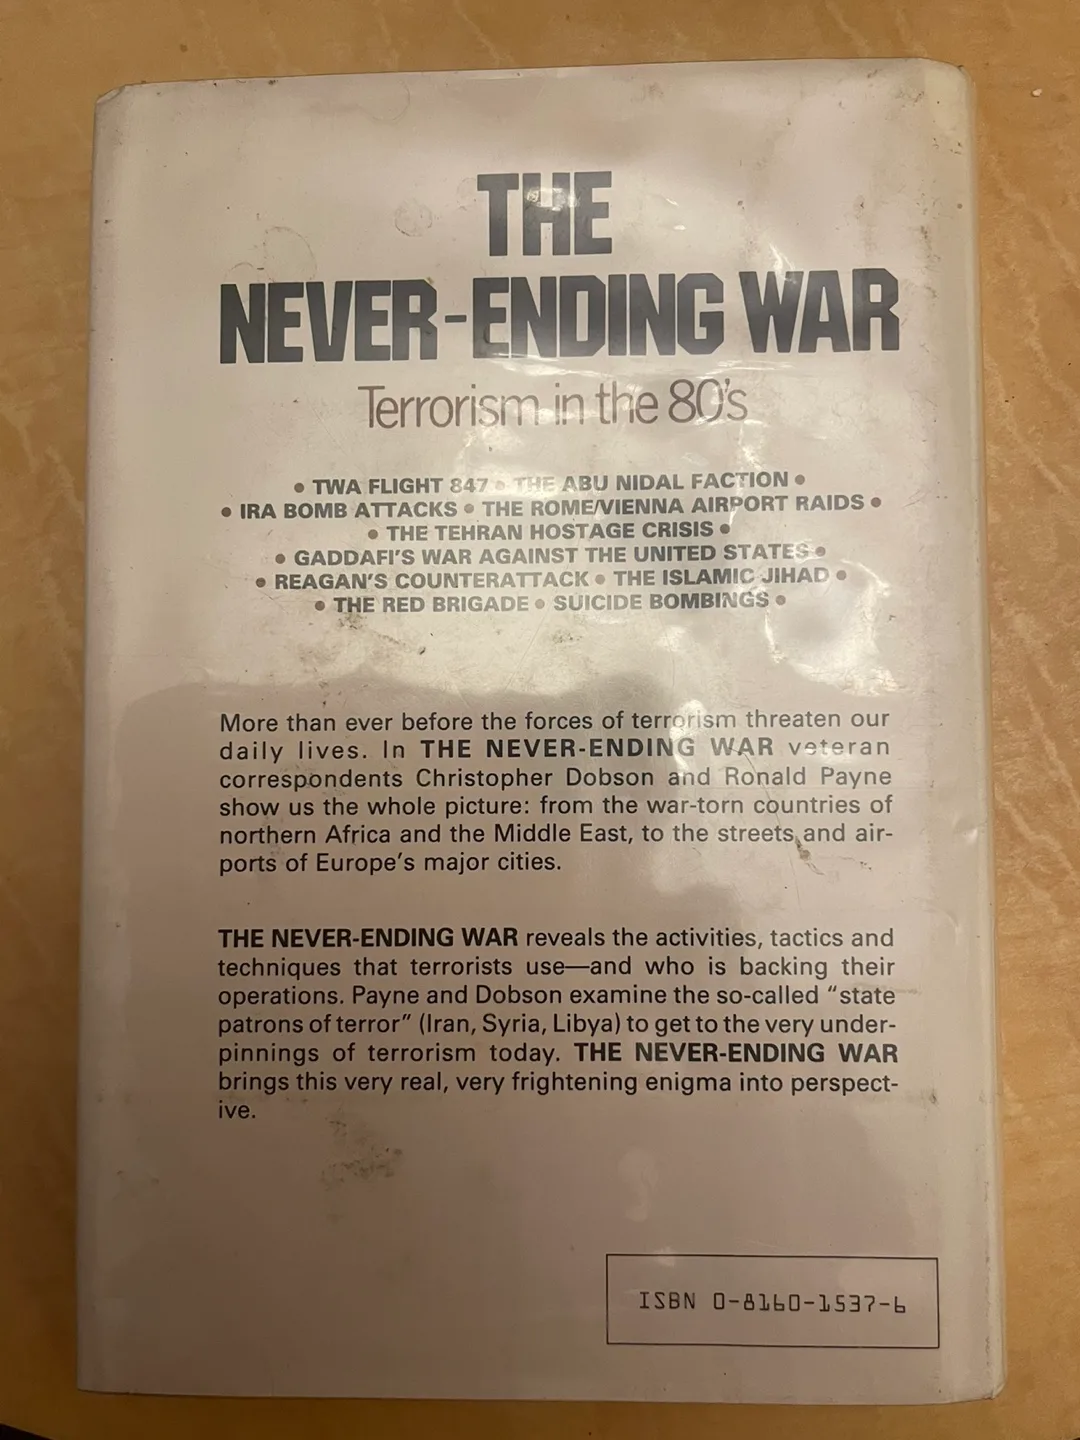 THE
NEVER-ENDING WAR
Terrorism in the 80's
• TWA FLIGHT 847 • THE ABU NIDAL FACTION •
• IRA BOMB ATTACKS • THE ROME/VIENNA AIRPORT RAIDS •
• THE TEHRAN HOSTAGE CRISIS •
• GADDAFI'S WAR AGAINST THE UNITED STATES •
• REAGAN'S COUNTERATTACK • THE ISLAMIC JIHAD •
• THE RED BRIGADE • SUICIDE BOMBINGS •
More than ever before the forces of terrorism threaten our
daily lives. In THE NEVER-ENDING WAR veteran
correspondents Christopher Dobson and Ronald Payne
show us the whole picture: from the war-torn countries of
northern Africa and the Middle East, to the streets and air-
ports of Europe's major cities.
THE NEVER-ENDING WAR reveals the activities, tactics and
techniques that terrorists use—and who is backing their
operations. Payne and Dobson examine the so-called "state
patrons of terror" (Iran, Syria, Libya) to get to the very under-
pinnings of terrorism today. THE NEVER-ENDING WAR
brings this very real, very frightening enigma into perspect-
ive.
ISBN 0-8160-1537-6